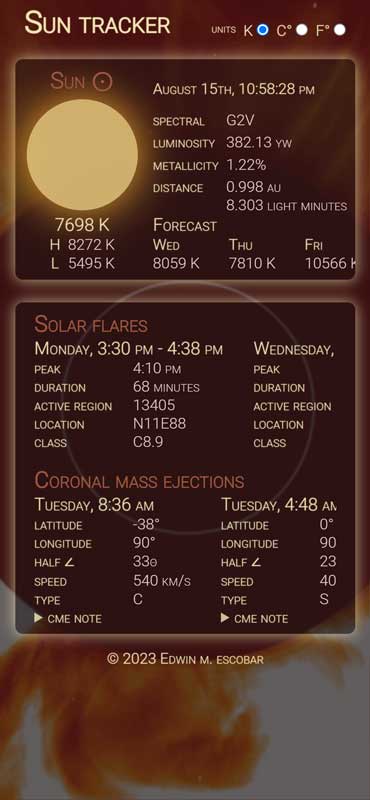 Sun tracker
units K C° F°
Sun ☉
August 15th, 10:58:28 pm
spectral G2V
luminosity 382.13 yw
metallicity 1.22%
distance 0.998 au
8.303 light minutes
7698 K
H 8272 K
L 5495 K
Forecast
Wed Thu Fri
8059 K 7810 K 10566 K
Solar flares
Monday, 3:30 pm - 4:38 pm
peak 4:10 pm
duration 68 minutes
active region 13405
location N11E88
class C8.9
Wednesday,
peak
duration
active region
location
class
Coronal mass ejections
Tuesday, 8:36 am
latitude -38°
longitude 90°
half ∠ 33Θ
speed 540 km/s
type C
▶ cme note
Tuesday, 4:48 am
latitude 0°
longitude 90
half ∠ 23
speed 40
type S
▶ cme note
© 2023 Edwin m. escobar